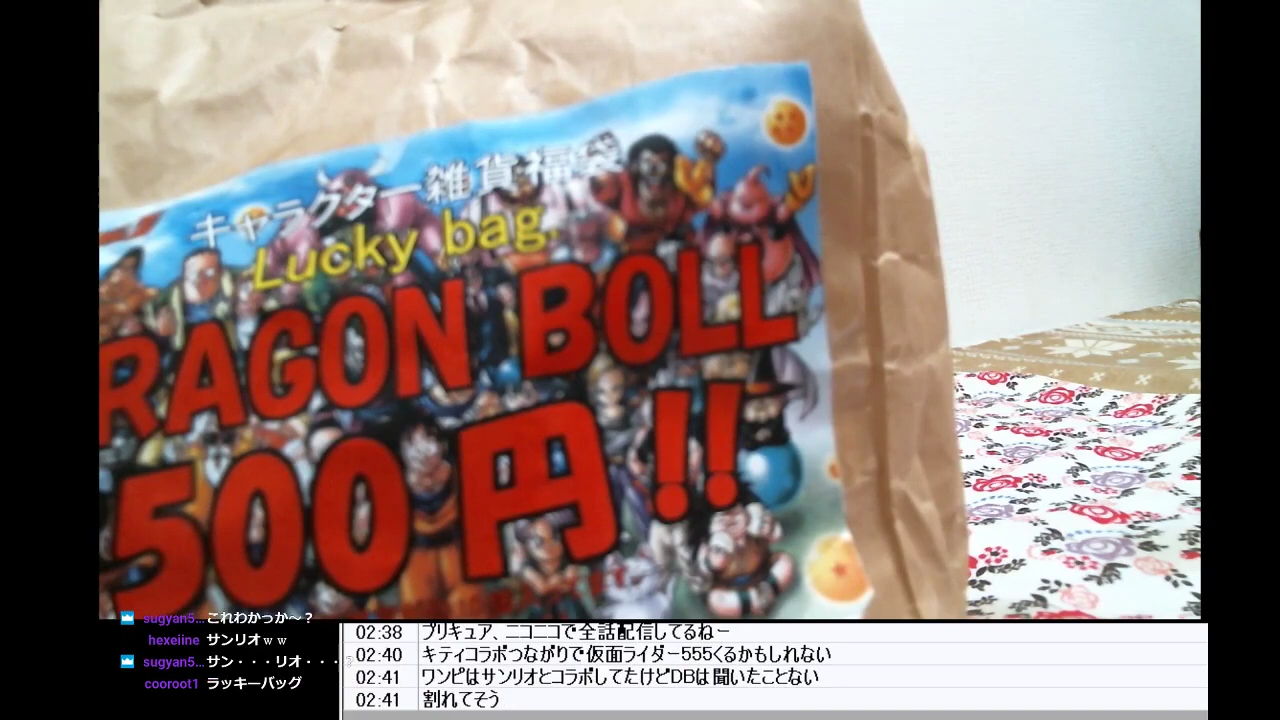 キャラクター雑貨福袋
Lucky bag
RAGON BOLL
500円!!
sugyan5... これわかっか～？
hexeiine サンリオｗｗ
sugyan5... サン・・・リオ・・・？
cooroot1 ラッキーバッグ
02:38 プリキュア、ニコニコで全話配信してるねー
02:40 キティコラボつながりで仮面ライダー555くるかもしれない
02:41 ワンピはサンリオとコラボしてたけどDBは聞いたことない
02:41 割れてそう